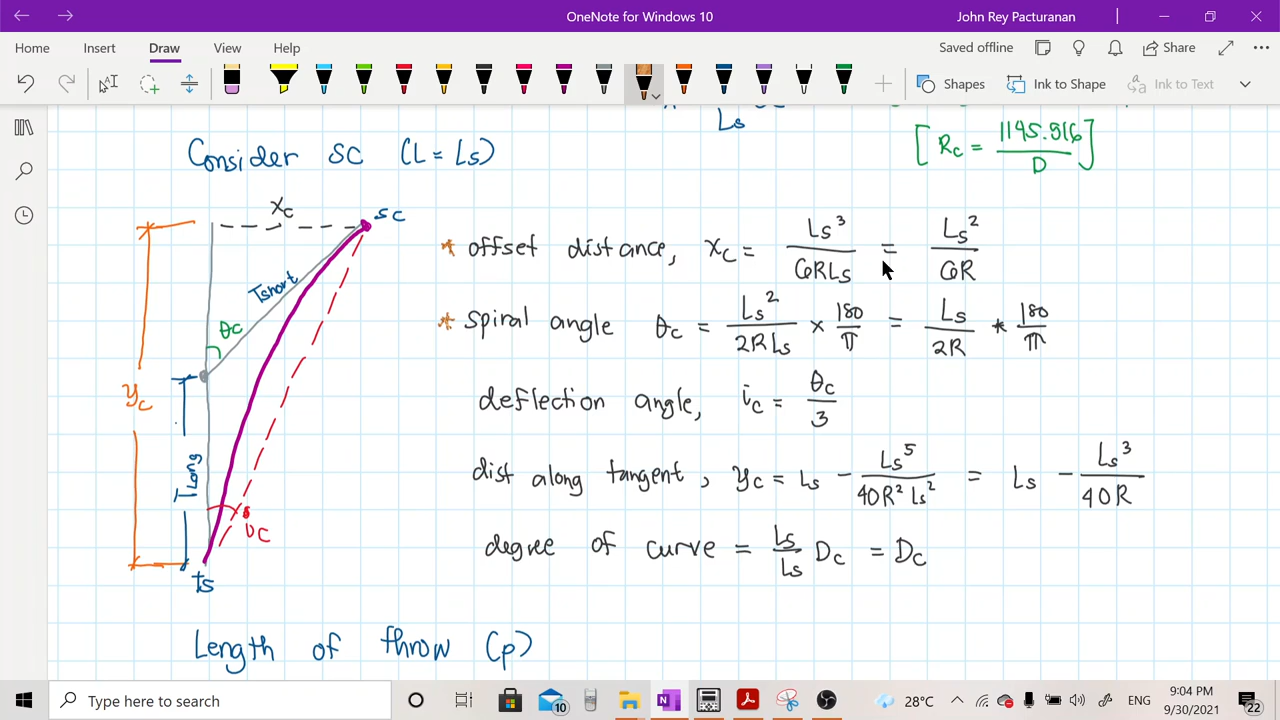 OneNote for Windows 10
John Rey Pacturanan
Home Insert Draw View Help
Saved offline
Share
Shapes
Ink to Shape
Ink to Text
Ls
[Rc = 1145.916 / D]
Consider SC (L = Ls)
Xc
SC
Tshort
θc
yc
TLong
ic
ts
* offset distance, xc = Ls³ / 6RLs = Ls² / 6R
* spiral angle θc = Ls² / 2RLs × 180 / π = Ls / 2R * 180 / π
deflection angle, ic = θc / 3
dist along tangent, yc = Ls - Ls⁵ / 40R² Ls² = Ls - Ls³ / 40R
degree of curve = Ls / Ls Dc = Dc
Length of throw (p)
Type here to search
10
28°C
ENG
9:04 PM
9/30/2021
22